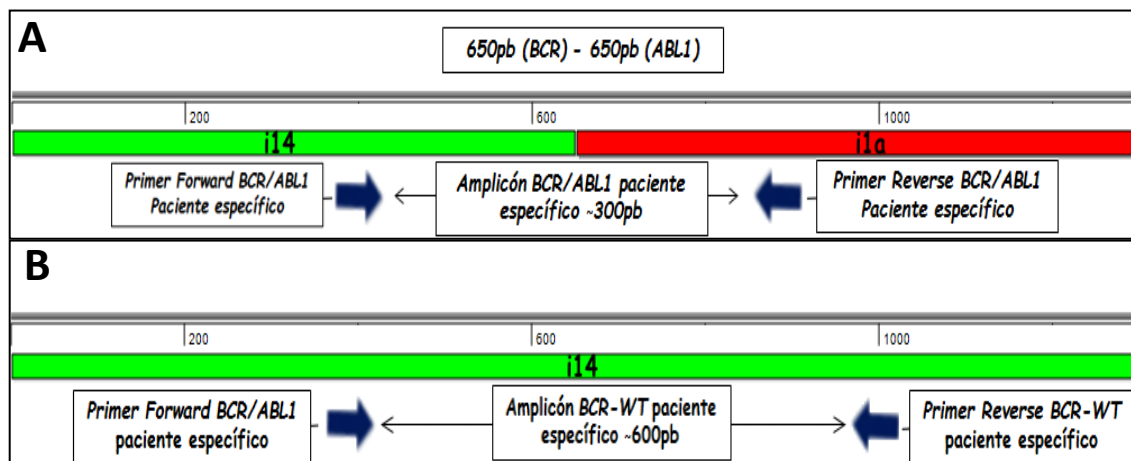 A
650pb (BCR) - 650pb (ABL1)
200
600
1000
i14
i1a
Primer Forward BCR/ABL1
Paciente específico
Amplicón BCR/ABL1 paciente
específico ~300pb
Primer Reverse BCR/ABL1
Paciente específico
B
200
600
1000
i14
Primer Forward BCR/ABL1
paciente específico
Amplicón BCR-WT paciente
específico ~600pb
Primer Reverse BCR-WT
paciente específico